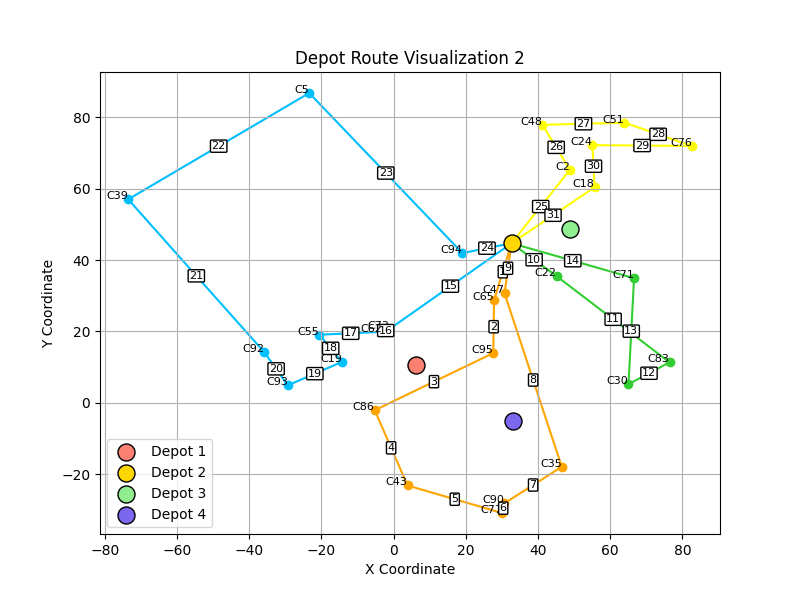 Depot Route Visualization 2
Y Coordinate
80
60
40
20
0
−20
−80
−60
−40
−20
0
20
40
60
80
X Coordinate
C5
C48
27
C51
28
C76
22
26
C24
29
23
C2
30
C18
C39
25
31
C94
24
10
14
9
C22
C71
21
15
C47
C65
C55
17
16
2
11
13
18
C19
C92
20
19
C93
C95
3
C86
8
C83
12
C30
4
C43
5
C90
6
7
C35
Depot 1
Depot 2
Depot 3
Depot 4